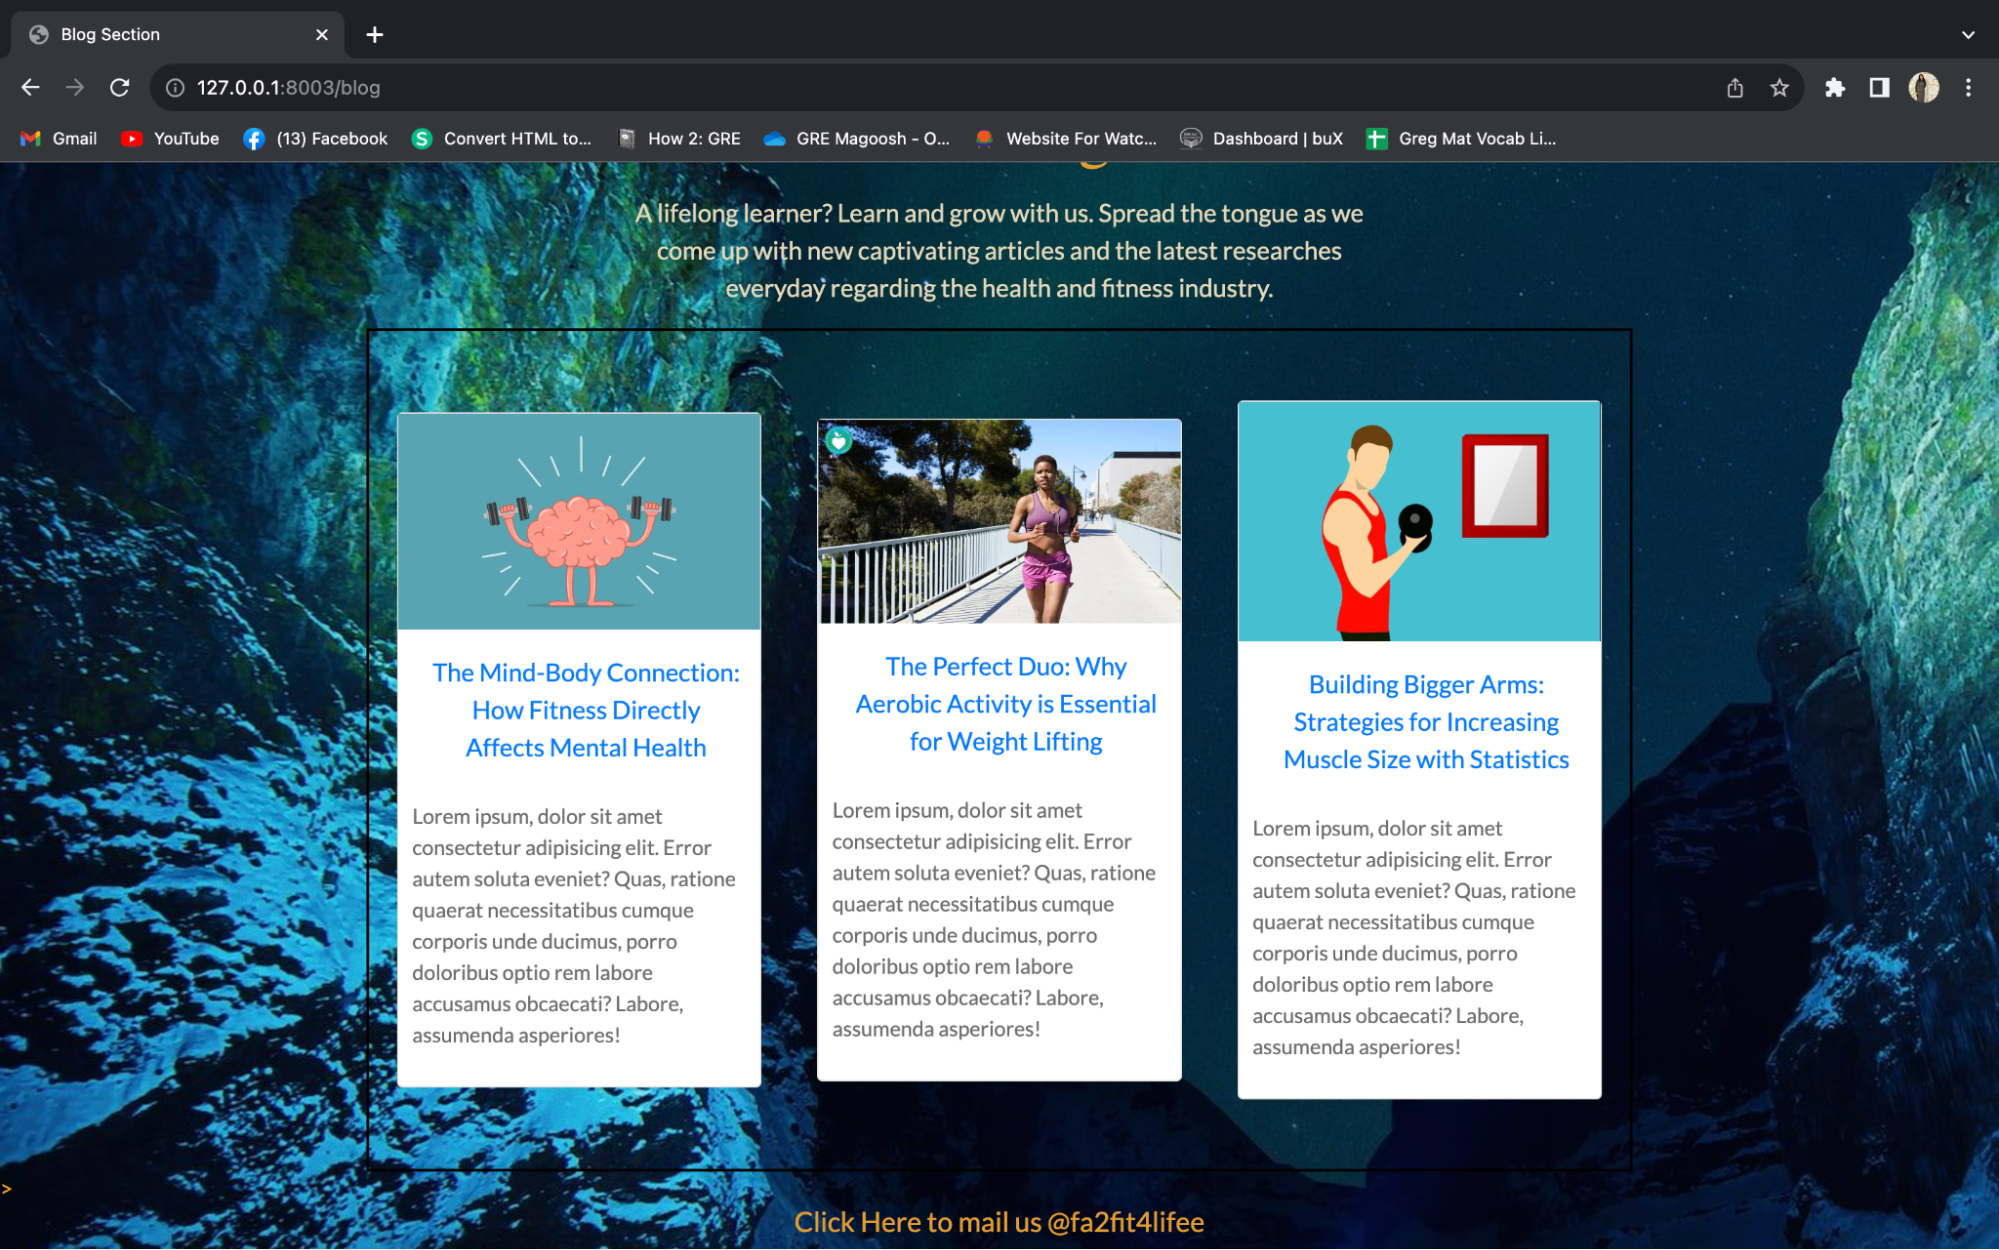 Blog Section
127.0.0.1:8003/blog
Gmail
YouTube
(13) Facebook
S
Convert HTML to...
How 2: GRE
GRE Magoosh - O...
Website For Watc...
Dashboard | buX
Greg Mat Vocab Li...
A lifelong learner? Learn and grow with us. Spread the tongue as we
come up with new captivating articles and the latest researches
everyday regarding the health and fitness industry.
The Mind-Body Connection:
How Fitness Directly
Affects Mental Health
Lorem ipsum, dolor sit amet
consectetur adipisicing elit. Error
autem soluta eveniet? Quas, ratione
quaerat necessitatibus cumque
corporis unde ducimus, porro
doloribus optio rem labore
accusamus obcaecati? Labore,
assumenda asperiores!
The Perfect Duo: Why
Aerobic Activity is Essential
for Weight Lifting
Lorem ipsum, dolor sit amet
consectetur adipisicing elit. Error
autem soluta eveniet? Quas, ratione
quaerat necessitatibus cumque
corporis unde ducimus, porro
doloribus optio rem labore
accusamus obcaecati? Labore,
assumenda asperiores!
Building Bigger Arms:
Strategies for Increasing
Muscle Size with Statistics
Lorem ipsum, dolor sit amet
consectetur adipisicing elit. Error
autem soluta eveniet? Quas, ratione
quaerat necessitatibus cumque
corporis unde ducimus, porro
doloribus optio rem labore
accusamus obcaecati? Labore,
assumenda asperiores!
>
Click Here to mail us @fa2fit4lifee